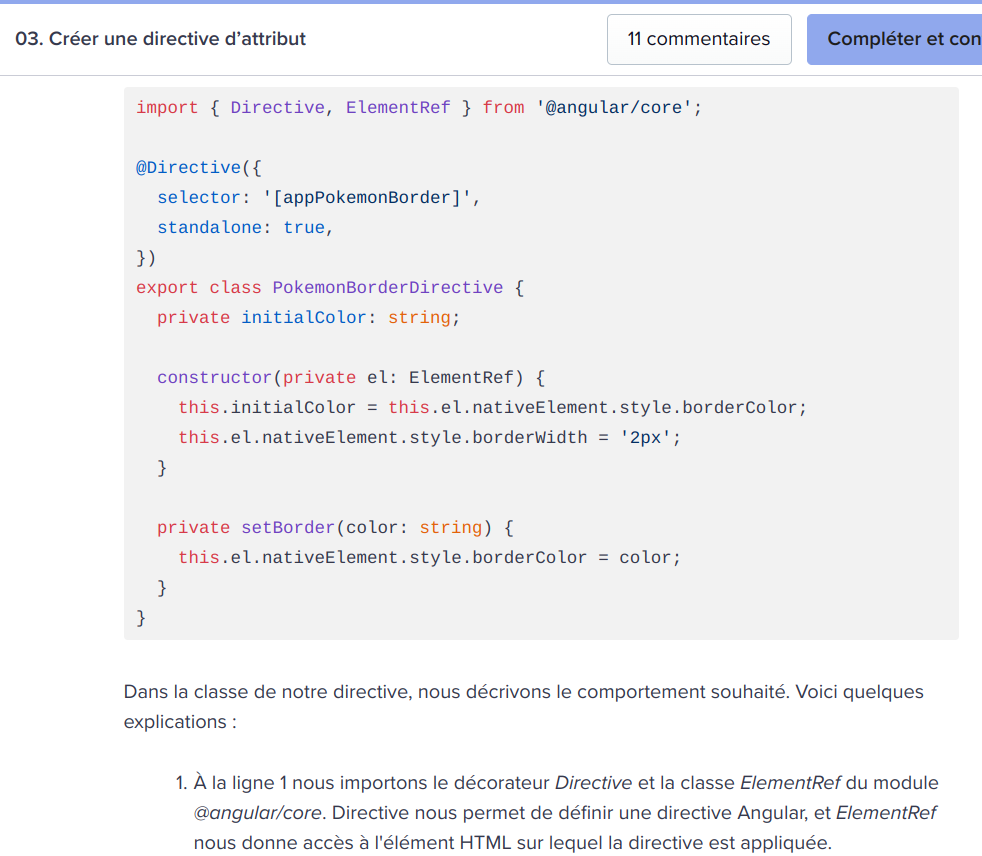 03. Créer une directive d’attribut
11 commentaires
Compléter et con
import { Directive, ElementRef } from '@angular/core';
@Directive({
  selector: '[appPokemonBorder]',
  standalone: true,
})
export class PokemonBorderDirective {
  private initialColor: string;
  constructor(private el: ElementRef) {
    this.initialColor = this.el.nativeElement.style.borderColor;
    this.el.nativeElement.style.borderWidth = '2px';
  }
  private setBorder(color: string) {
    this.el.nativeElement.style.borderColor = color;
  }
}
Dans la classe de notre directive, nous décrivons le comportement souhaité. Voici quelques
explications :
1. À la ligne 1 nous importons le décorateur Directive et la classe ElementRef du module
@angular/core. Directive nous permet de définir une directive Angular, et ElementRef
nous donne accès à l'élément HTML sur lequel la directive est appliquée.